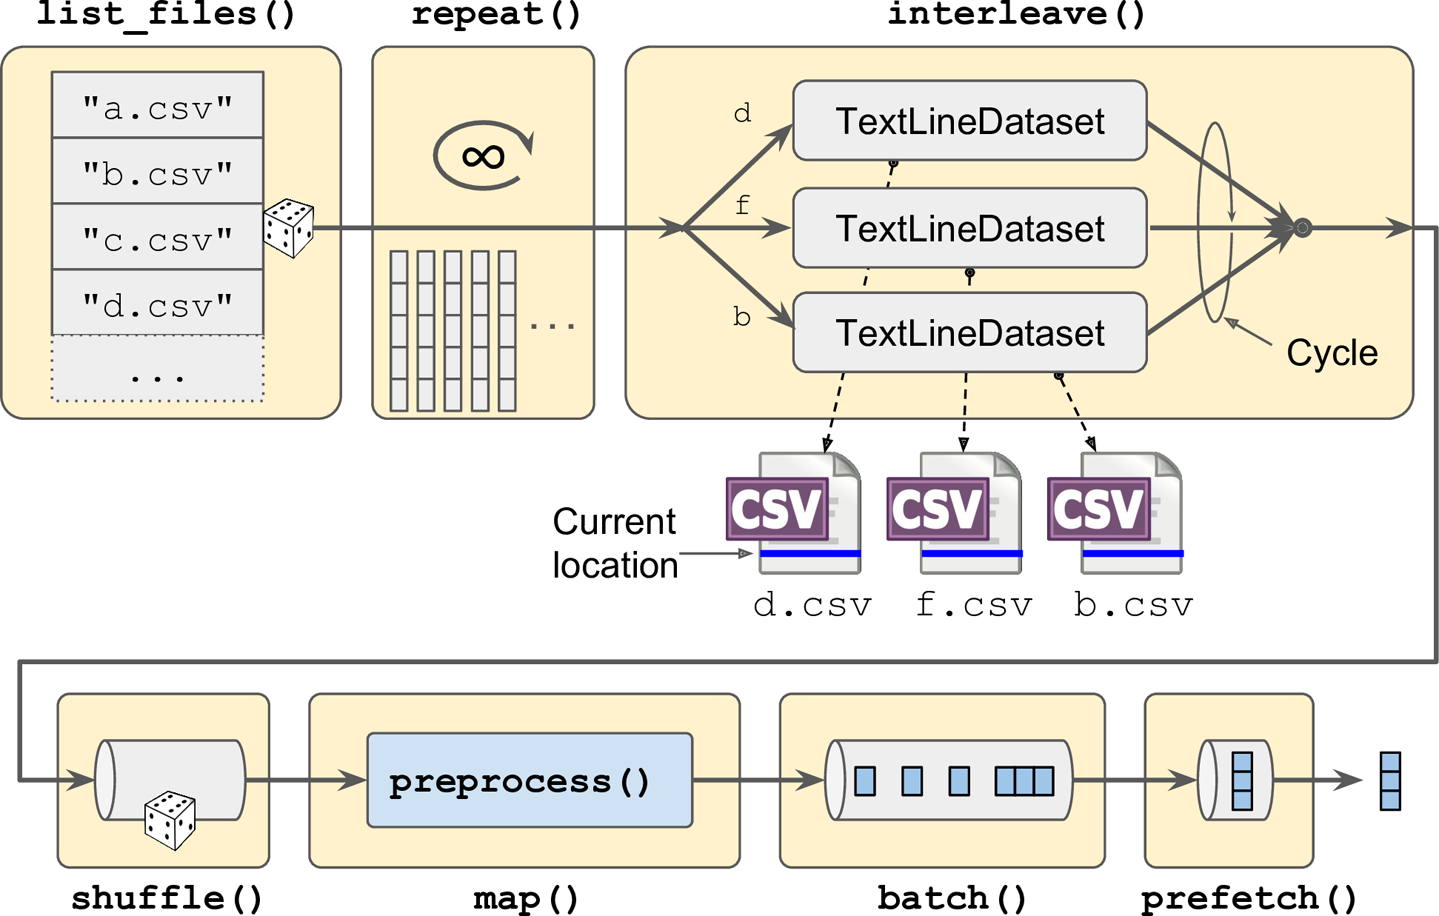 list_files()
repeat()
interleave()
"a.csv"
"b.csv"
"c.csv"
"d.csv"
...
∞
...
d
f
b
TextLineDataset
TextLineDataset
TextLineDataset
Cycle
CSV
CSV
CSV
Current
location
d.csv
f.csv
b.csv
preprocess()
shuffle()
map()
batch()
prefetch()